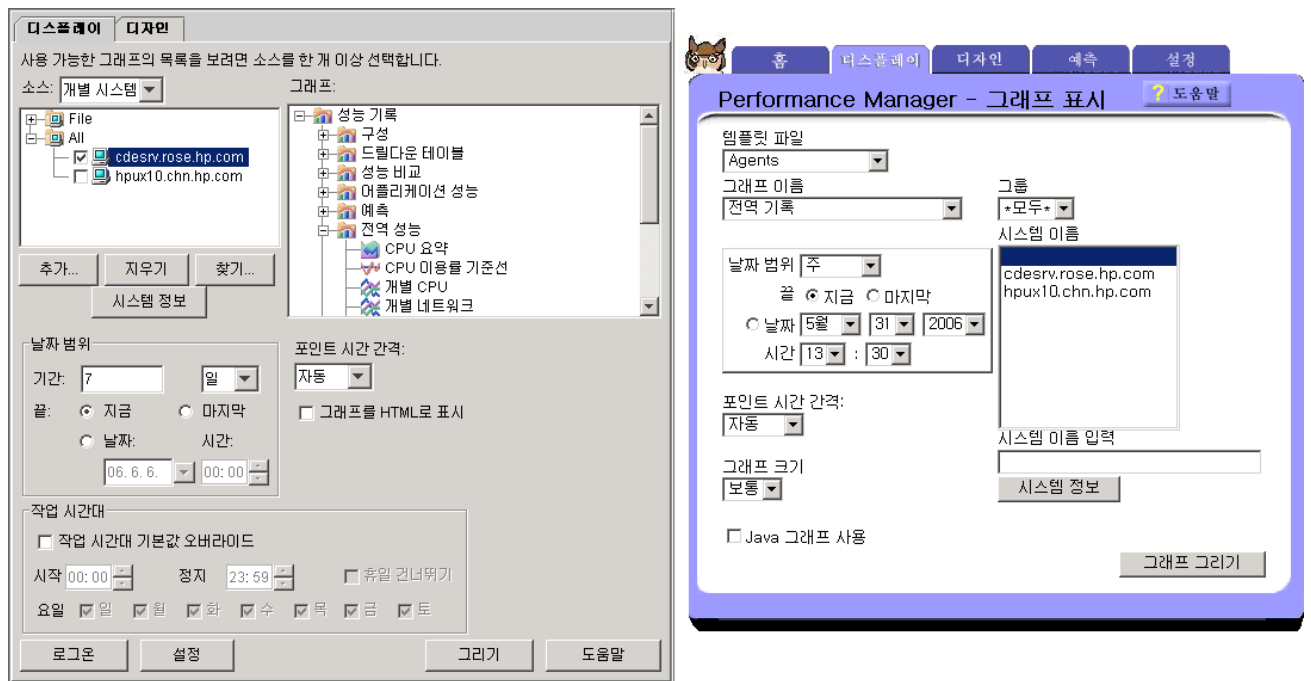 디스플레이 디자인
사용 가능한 그래프의 목록을 보려면 소스를 한 개 이상 선택합니다.
소스: 개별 시스템
File
All
cdesrv.rose.hp.com
hpux10.chn.hp.com
추가... 지우기 찾기...
시스템 정보
그래프:
성능 기록
구성
드릴다운 테이블
성능 비교
어플리케이션 성능
예측
전역 성능
CPU 요약
CPU 이용률 기준선
개별 CPU
개별 네트워크
날짜 범위
기간: 7 일
끝: 지금 마지막
날짜: 시간:
06. 6. 6. 00:00
포인트 시간 간격:
자동
그래프를 HTML로 표시
작업 시간대
작업 시간대 기본값 오버라이드
시작 00:00 정지 23:59 휴일 건너뛰기
요일 일 월 화 수 목 금 토
로그온 설정 그리기 도움말
홈 디스플레이 디자인 예측 설정
Performance Manager - 그래프 표시 ? 도움말
템플릿 파일
Agents
그래프 이름
전역 기록
그룹
*모두*
시스템 이름
cdesrv.rose.hp.com
hpux10.chn.hp.com
날짜 범위 주
끝 지금 마지막
날짜 5월 31 2006
시간 13 : 30
포인트 시간 간격:
자동
시스템 이름 입력
그래프 크기
보통
시스템 정보
Java 그래프 사용
그래프 그리기